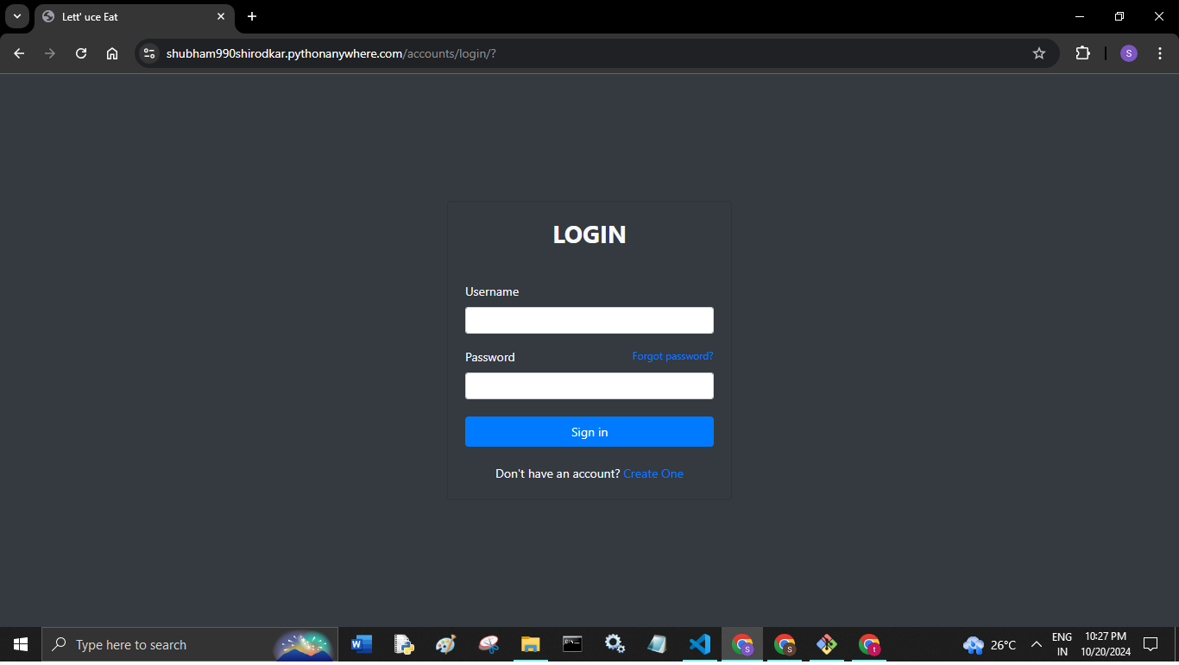 Lett' uce Eat
shubham990shirodkar.pythonanywhere.com/accounts/login/?
S
LOGIN
Username
Password
Forgot password?
Sign in
Don't have an account? Create One
Type here to search
26°C
ENG
IN
10:27 PM
10/20/2024